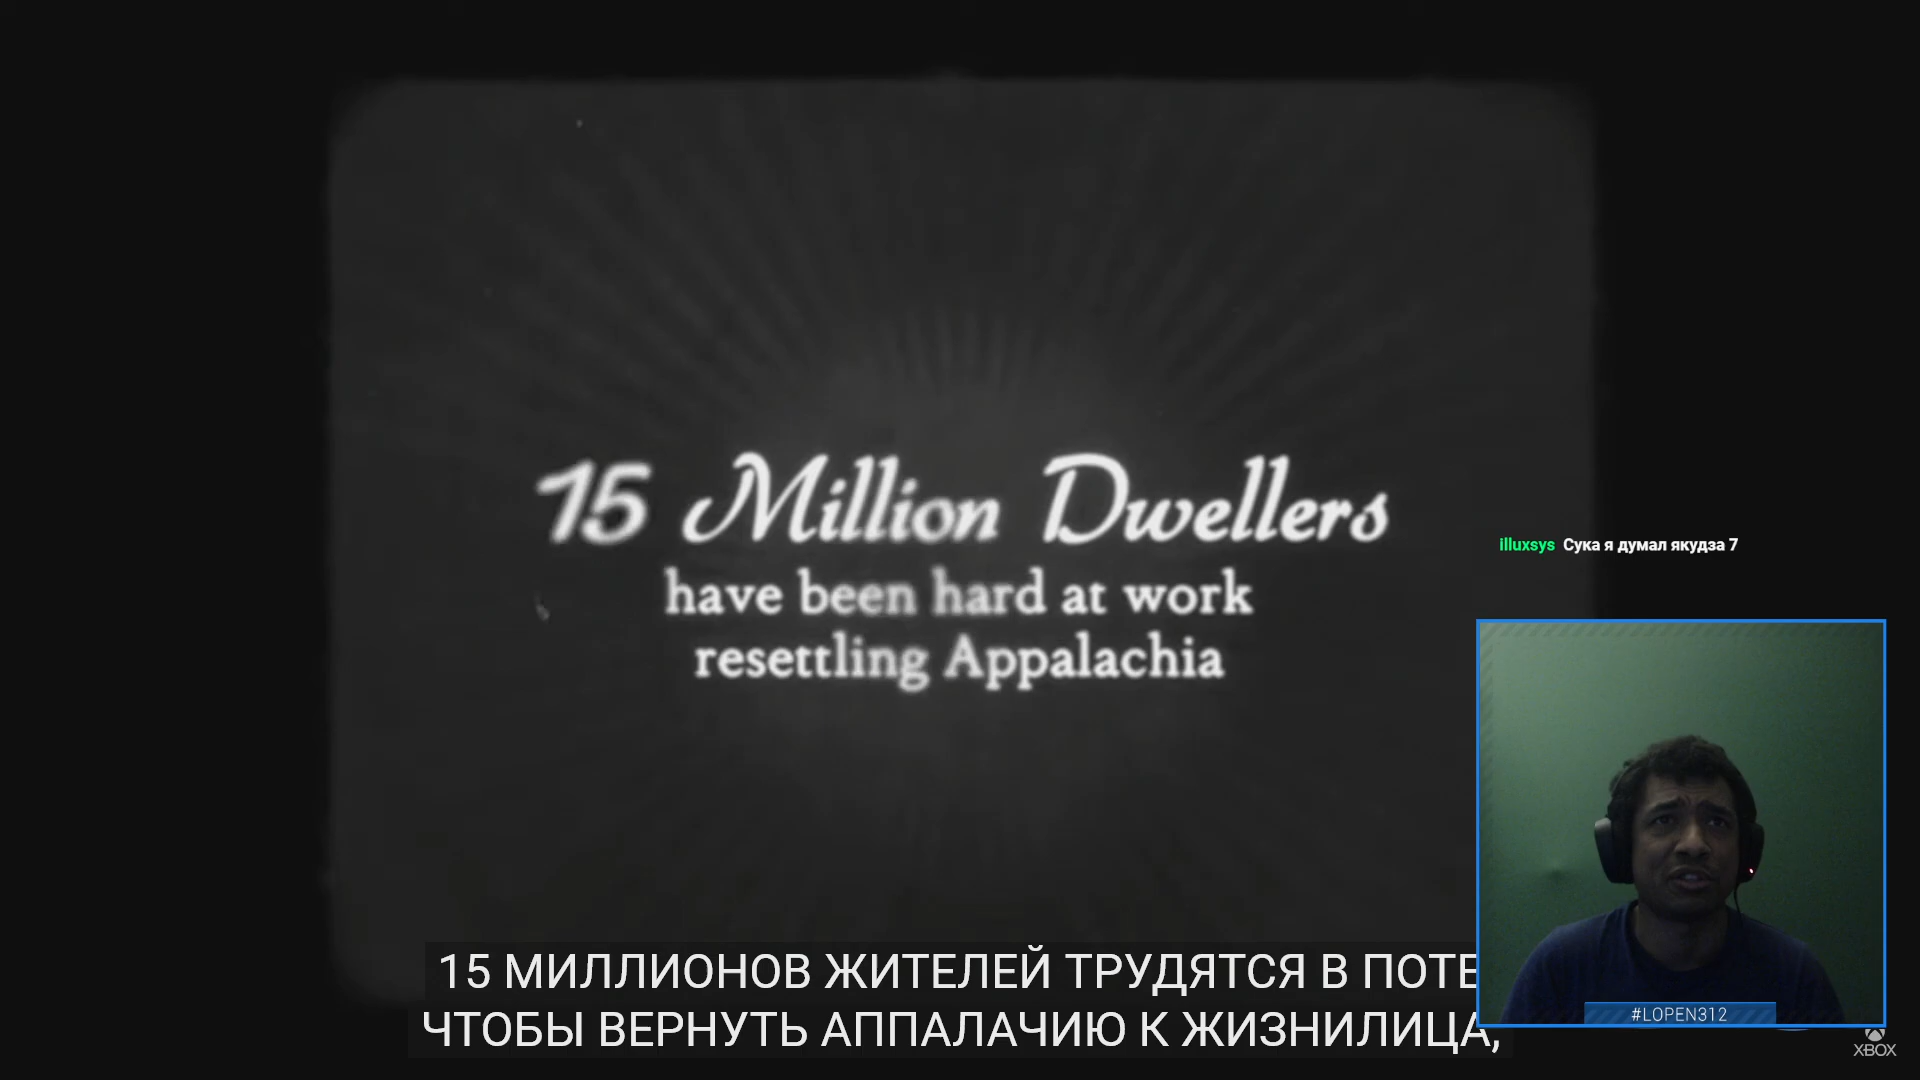 15 Million Dwellers
have been hard at work
resettling Appalachia
illuxsys Сука я думал якудза 7
15 МИЛЛИОНОВ ЖИТЕЛЕЙ ТРУДЯТСЯ В ПОТЕ
ЧТОБЫ ВЕРНУТЬ АППАЛАЧИЮ К ЖИЗНИЛИЦА,
#LOPEN312
XBOX